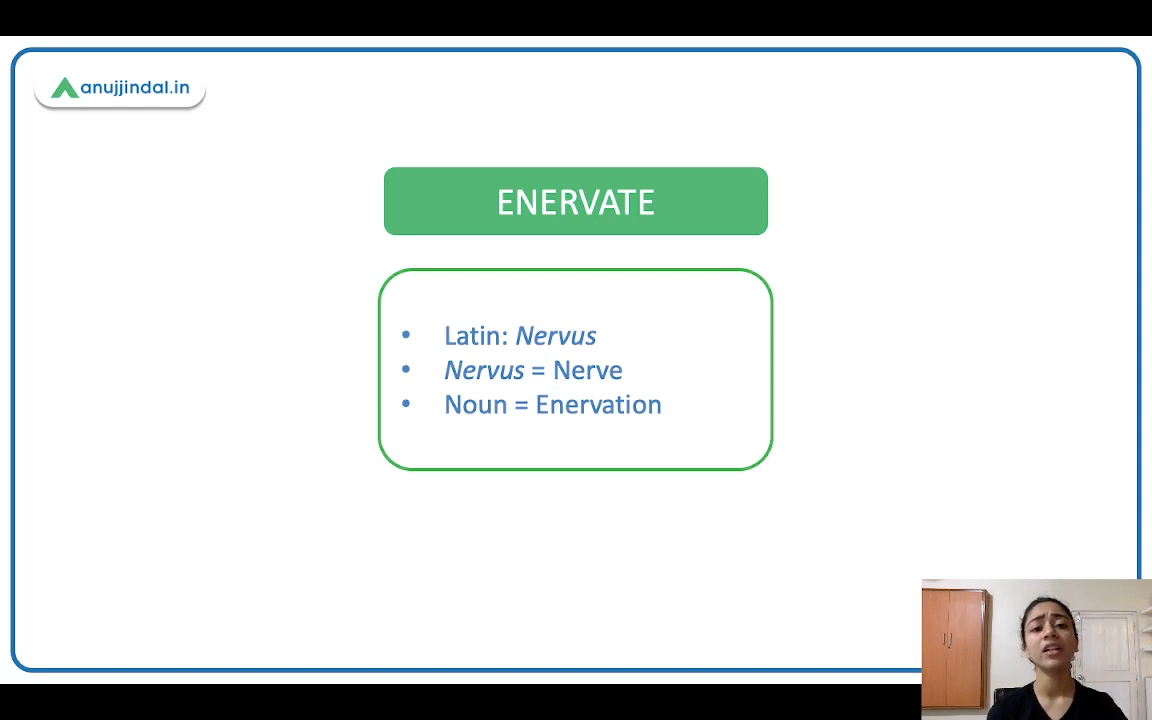 anujjindal.in
ENERVATE
• Latin: Nervus
• Nervus = Nerve
• Noun = Enervation